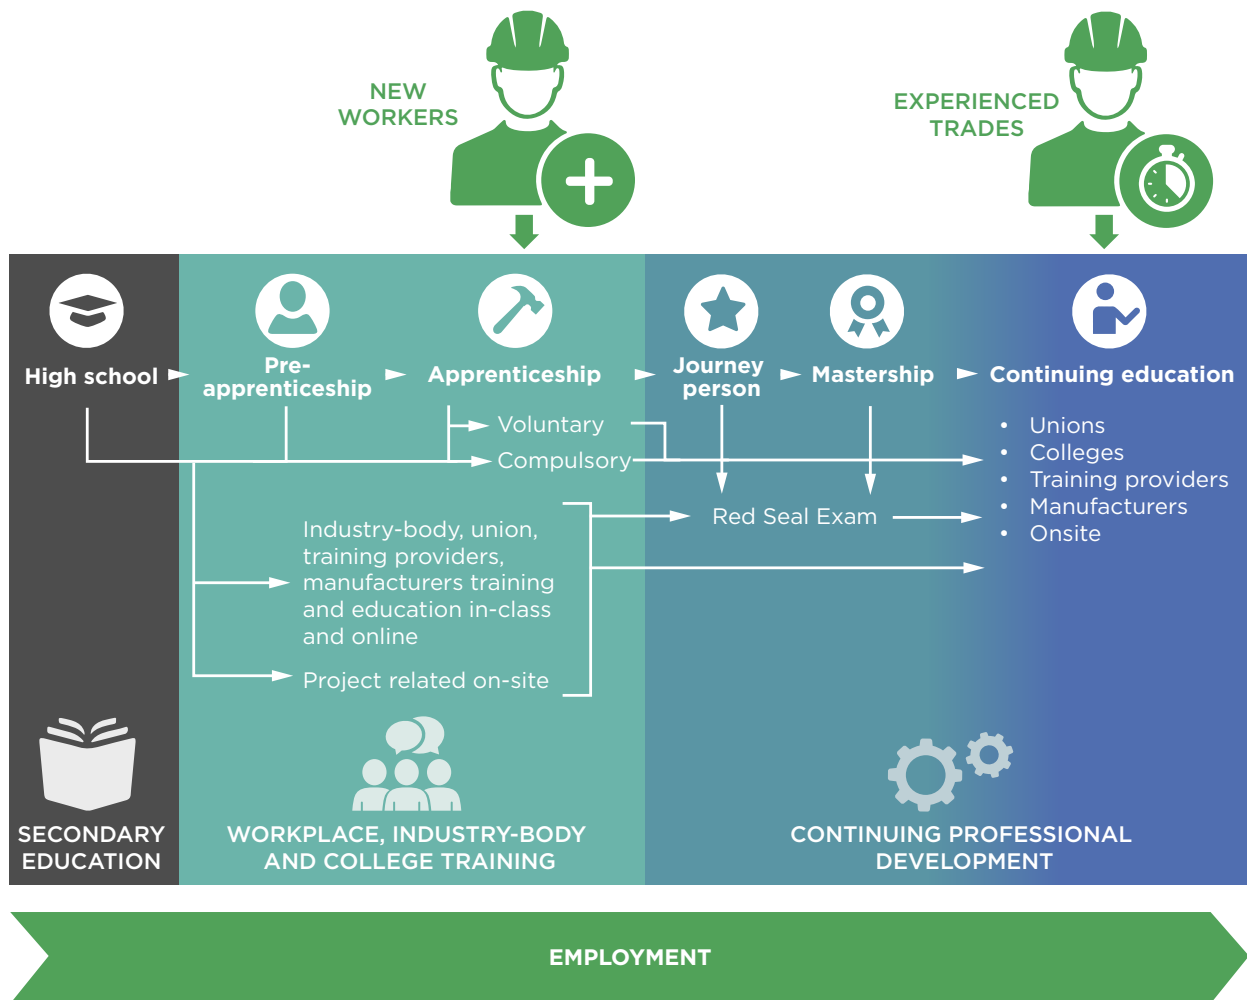 NEW
WORKERS
EXPERIENCED
TRADES
High school
Pre-
apprenticeship
Apprenticeship
Journey
person
Mastership
Continuing education
Voluntary
Compulsory
• Unions
• Colleges
• Training providers
• Manufacturers
• Onsite
Red Seal Exam
Industry-body, union,
training providers,
manufacturers training
and education in-class
and online
Project related on-site
SECONDARY
EDUCATION
WORKPLACE, INDUSTRY-BODY
AND COLLEGE TRAINING
CONTINUING PROFESSIONAL
DEVELOPMENT
EMPLOYMENT